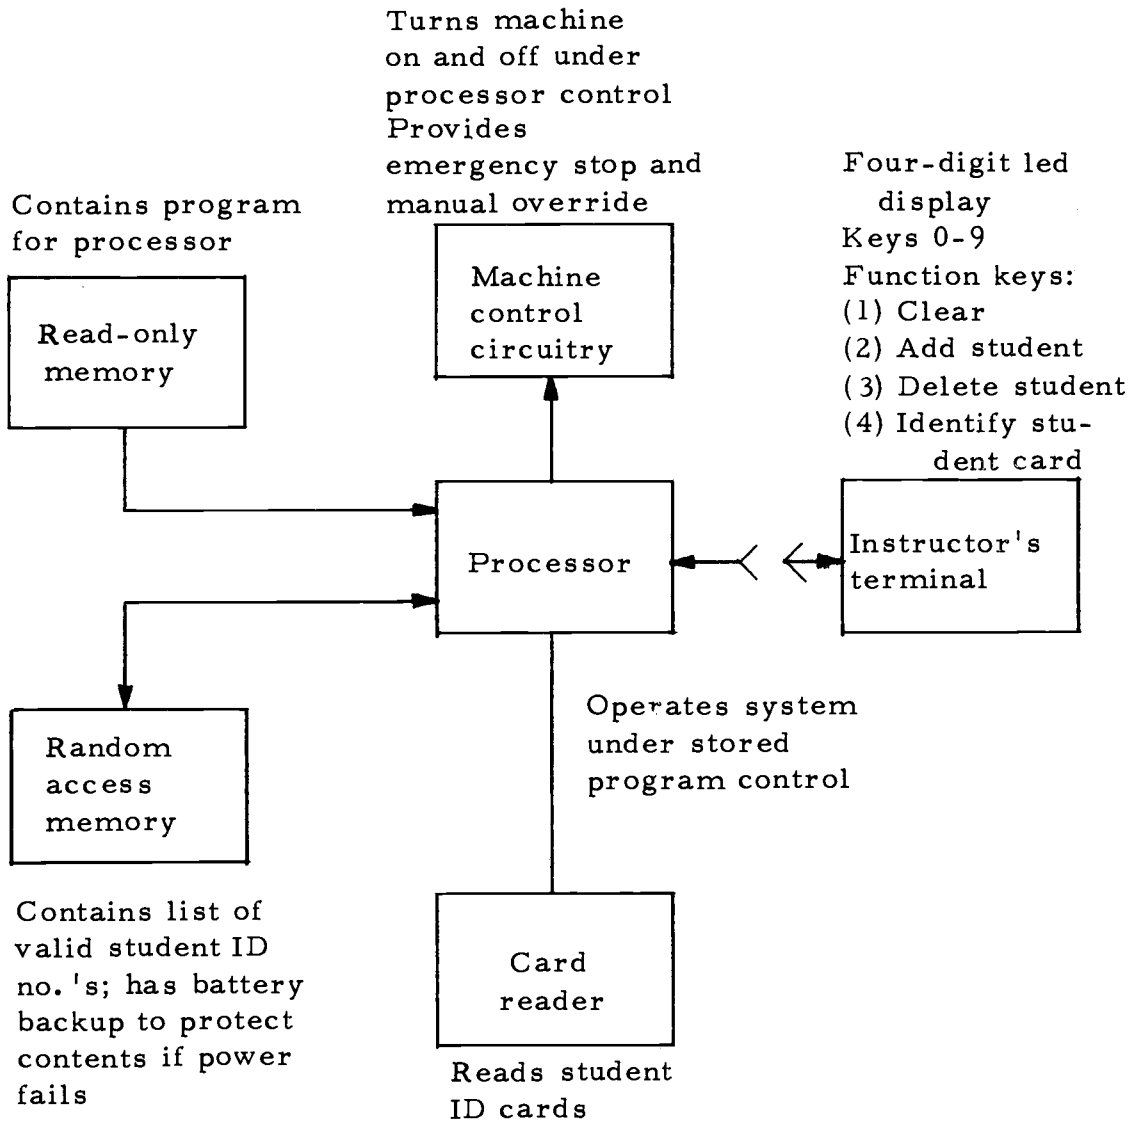 Turns machine
on and off under
processor control
Provides
emergency stop and
manual override
Contains program
for processor
Four-digit led
display
Keys 0-9
Function keys:
(1) Clear
(2) Add student
(3) Delete student
(4) Identify stu-
dent card
Read-only
memory
Machine
control
circuitry
Processor
Instructor's
terminal
Random
access
memory
Operates system
under stored
program control
Contains list of
valid student ID
no.'s; has battery
backup to protect
contents if power
fails
Card
reader
Reads student
ID cards